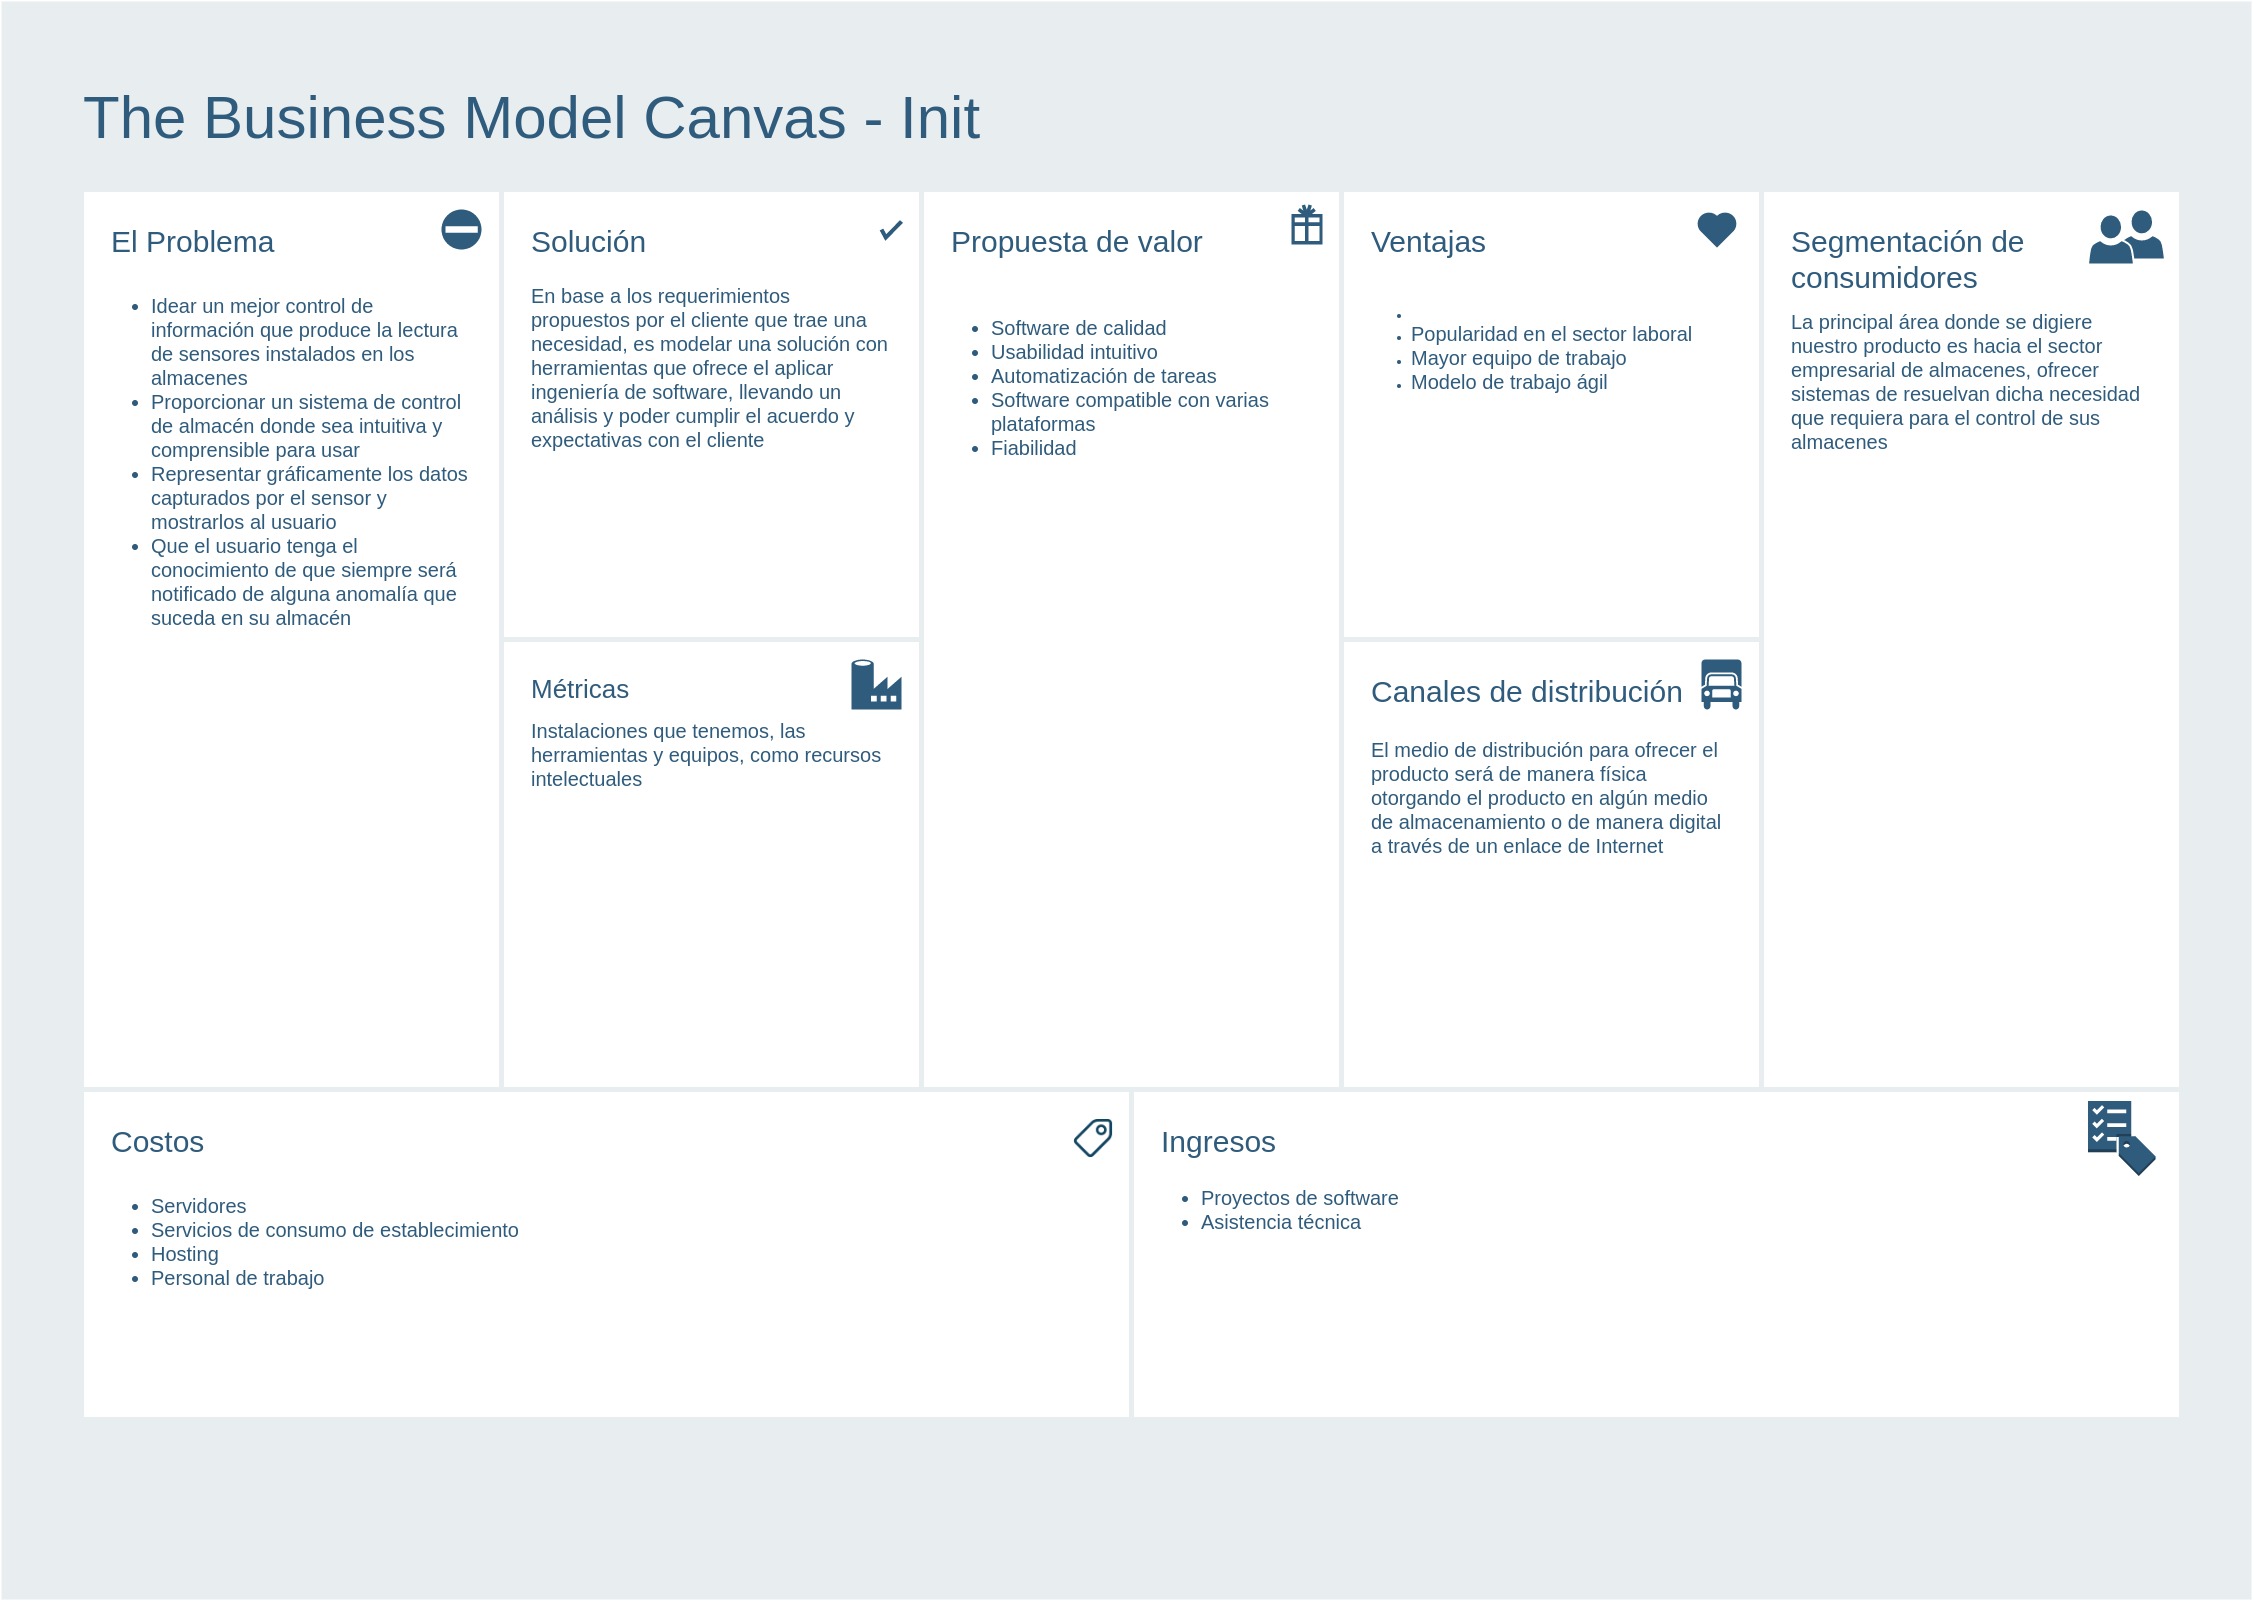 The Business Model Canvas - Init
El Problema
• Idear un mejor control de
información que produce la lectura
de sensores instalados en los
almacenes
• Proporcionar un sistema de control
de almacén donde sea intuitiva y
comprensible para usar
• Representar gráficamente los datos
capturados por el sensor y
mostrarlos al usuario
• Que el usuario tenga el
conocimiento de que siempre será
notificado de alguna anomalía que
suceda en su almacén
Solución
En base a los requerimientos
propuestos por el cliente que trae una
necesidad, es modelar una solución con
herramientas que ofrece el aplicar
ingeniería de software, llevando un
análisis y poder cumplir el acuerdo y
expectativas con el cliente
Métricas
Instalaciones que tenemos, las
herramientas y equipos, como recursos
intelectuales
Propuesta de valor
• Software de calidad
• Usabilidad intuitivo
• Automatización de tareas
• Software compatible con varias
plataformas
• Fiabilidad
Ventajas
•
• Popularidad en el sector laboral
• Mayor equipo de trabajo
• Modelo de trabajo ágil
Canales de distribución
El medio de distribución para ofrecer el
producto será de manera física
otorgando el producto en algún medio
de almacenamiento o de manera digital
a través de un enlace de Internet
Segmentación de
consumidores
La principal área donde se digiere
nuestro producto es hacia el sector
empresarial de almacenes, ofrecer
sistemas de resuelvan dicha necesidad
que requiera para el control de sus
almacenes
Costos
• Servidores
• Servicios de consumo de establecimiento
• Hosting
• Personal de trabajo
Ingresos
• Proyectos de software
• Asistencia técnica